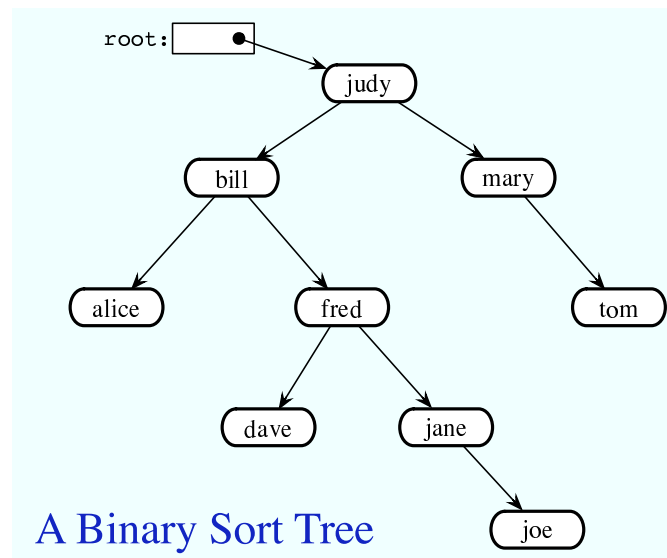 root:
judy
bill
mary
alice
fred
tom
dave
jane
joe
A Binary Sort Tree